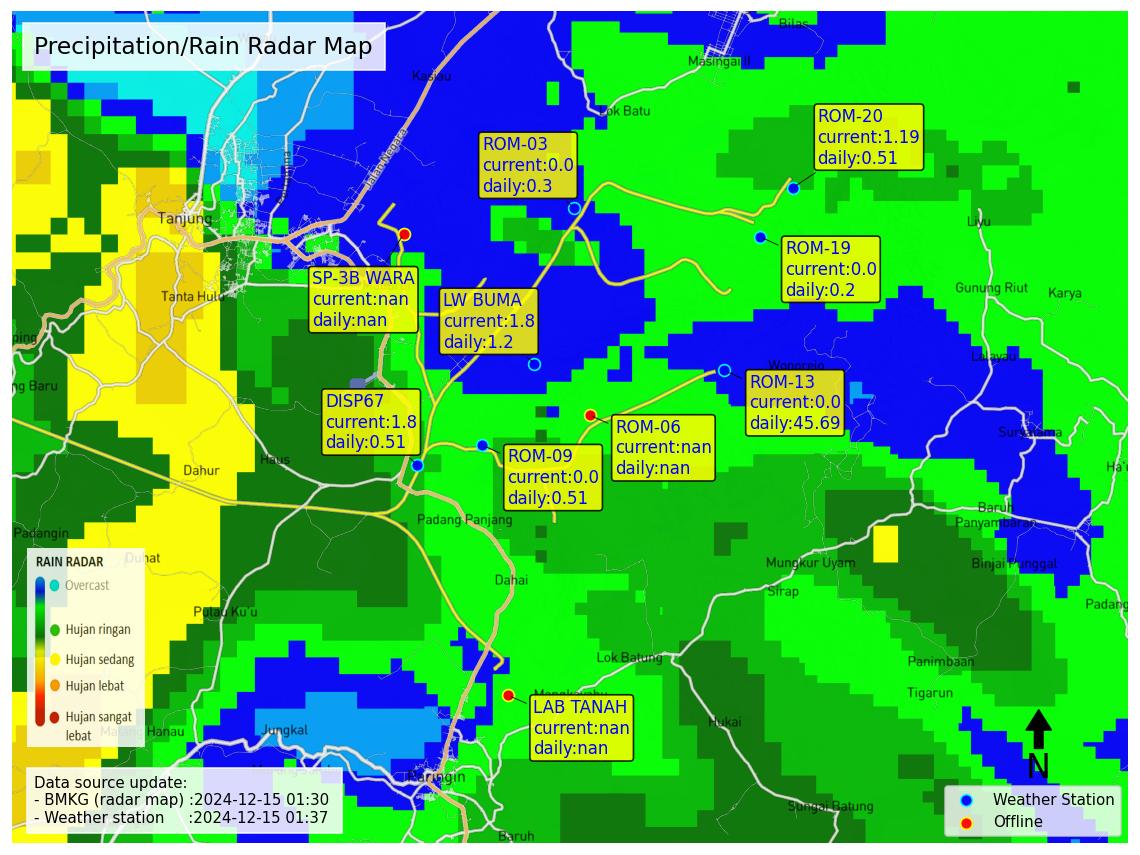 Precipitation/Rain Radar Map
Bilas
Masingai II
Kasiau
Lok Batu
Jalan Negara
ROM-20
current:1.19
daily:0.51
ROM-03
current:0.0
daily:0.3
Tanjung
Liyu
ROM-19
current:0.0
daily:0.2
SP-3B WARA
current:nan
daily:nan
LW BUMA
current:1.8
daily:1.2
Tanta Hulu
Gunung Riut
Karya
ping
Lalayau
Wonorejo
ng Baru
ROM-13
current:0.0
daily:45.69
DISP67
current:1.8
daily:0.51
ROM-06
current:nan
daily:nan
Suryatama
ROM-09
current:0.0
daily:0.51
Haus
Dahur
Ha'u
Baruh
Panyambaran
Padang Panjang
Padangin
Duhat
Mungkur Uyam
Binjai Punggal
Dahai
Sirap
Padang
Pulau Ku'u
RAIN RADAR
Overcast
Hujan ringan
Hujan sedang
Hujan lebat
Hujan sangat
lebat
Lok Batung
Panimbaan
Tigarun
Mangkayahu
LAB TANAH
current:nan
daily:nan
Hukai
Manau Hanau
Jungkal
N
Paringin
Data source update:
- BMKG (radar map) :2024-12-15 01:30
- Weather station :2024-12-15 01:37
Sungai Batung
Baruh
Weather Station
Offline